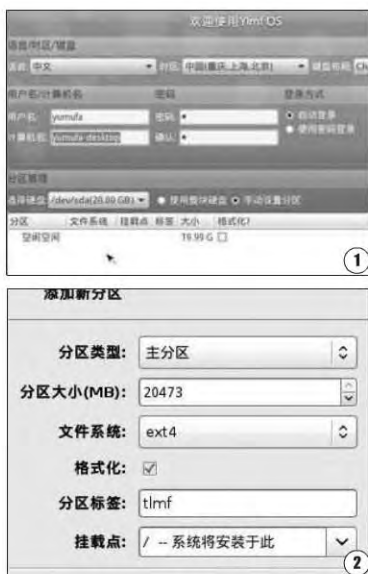 欢迎使用Ylmf OS
语言/时区/键盘
语言: 中文 时区: 中国(重庆,上海,北京) 键盘布局: Ch
用户名/计算机名 密码 登录方式
用户名: yumufa 密码: * 自动登录
计算机名: yumufa-desktop 确认: * 使用密码登录
分区管理
选择硬盘: /dev/sda(20.00 GB) 使用整块硬盘 手动设置分区
分区 文件系统 挂载点 标签 大小 格式化?
空闲空间 19.99 G
1
添加新分区
分区类型: 主分区
分区大小(MB): 20473
文件系统: ext4
格式化:
分区标签: tlmf
挂载点: / -- 系统将安装于此
2